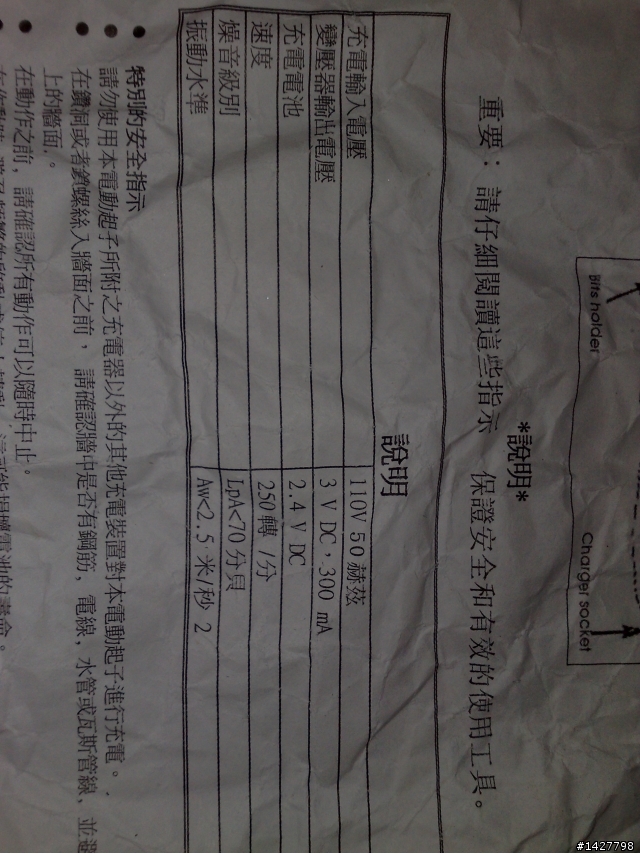 Bits holder
Charger socket
*說明*
重要：請仔細閱讀這些指示 保證安全和有效的使用工具。
說明
充電輸入電壓 110V 50 赫茲
變壓器輸出電壓 3 V DC，300 mA
充電電池 2.4 V DC
速度 250 轉 /分
燥音級別 LpA<70 分貝
振動水準 Aw<2.5 米/秒 2
特別的安全指示
請勿使用本電動起子所附之充電器以外的其他充電裝置對本電動起子進行充電。
在鑽洞或者鎖螺絲入牆面之前，請確認牆中是否有鋼筋，電線，水管或瓦斯管線，並避
上的牆面。
在動作之前，請確認所有動作可以隨時中止。
#1427798